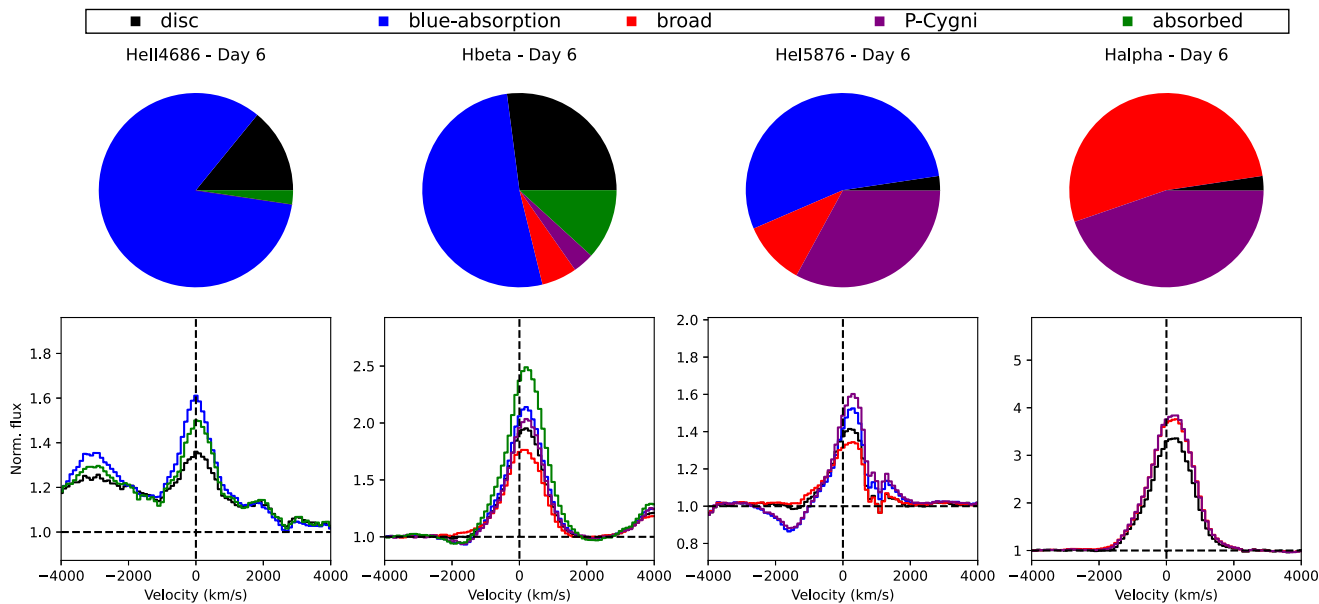 disc blue-absorption broad P-Cygni absorbed
HeII4686 - Day 6 Hbeta - Day 6 HeI5876 - Day 6 Halpha - Day 6
Norm. flux
1.8
1.6
1.4
1.2
1.0
−4000 −2000 0 2000 4000
Velocity (km/s)
2.5
2.0
1.5
1.0
−4000 −2000 0 2000 4000
Velocity (km/s)
2.0
1.8
1.6
1.4
1.2
1.0
0.8
−4000 −2000 0 2000 4000
Velocity (km/s)
5
4
3
2
1
−4000 −2000 0 2000 4000
Velocity (km/s)